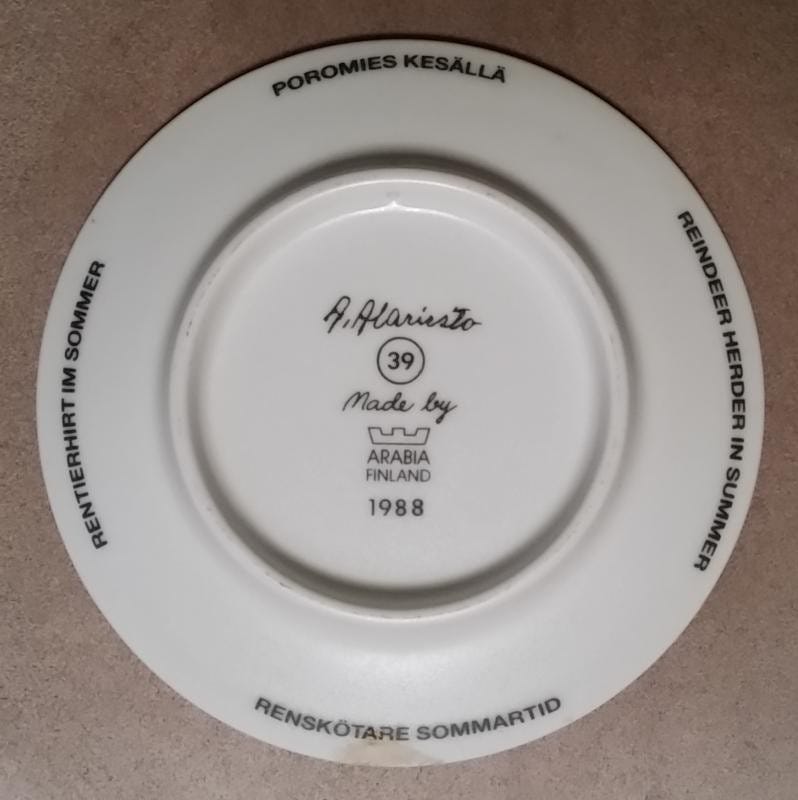 POROMIES KESÄLLÄ
REINDEER HERDER IN SUMMER
RENSKÖTARE SOMMARTID
RENTIERHIRT IM SOMMER
A. Alariesto
39
Made by
ARABIA
FINLAND
1988